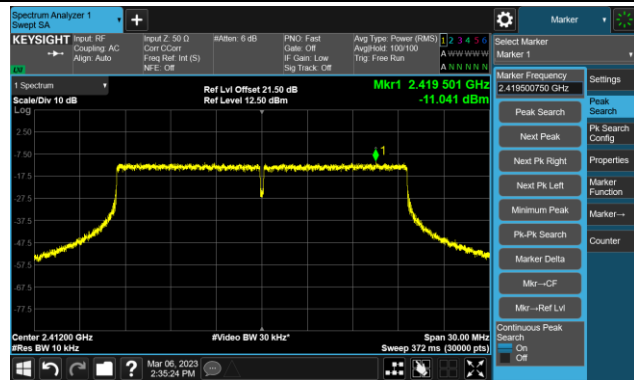 Spectrum Analyzer 1
Swept SA
Marker
KEYSIGHT
Input: RF
Coupling: AC
Align: Auto
Input Z: 50 Ω
Corr CCorr
Freq Ref: Int (S)
NFE: Off
#Atten: 6 dB
PNO: Fast
Gate: Off
IF Gain: Low
Sig Track: Off
Avg Type: Power (RMS)
Avg|Hold: 100/100
Trig: Free Run
1 2 3 4 5 6
A W W W W W
A N N N N N
LXI
Select Marker
Marker 1
1 Spectrum
Scale/Div 10 dB
Log
Ref Lvl Offset 21.50 dB
Ref Level 12.50 dBm
Mkr1 2.419 501 GHz
-11.041 dBm
1
2.50
-7.50
-17.5
-27.5
-37.5
-47.5
-57.5
-67.5
-77.5
Center 2.41200 GHz
#Res BW 10 kHz
#Video BW 30 kHz*
Span 30.00 MHz
Sweep 372 ms (30000 pts)
Marker Frequency
2.419500750 GHz
Peak Search
Next Peak
Next Pk Right
Next Pk Left
Minimum Peak
Pk-Pk Search
Marker Delta
Mkr→CF
Mkr→Ref Lvl
Continuous Peak
Search
On
Off
Settings
Peak
Search
Pk Search
Config
Properties
Marker
Function
Marker→
Counter
?
Mar 06, 2023
2:35:24 PM